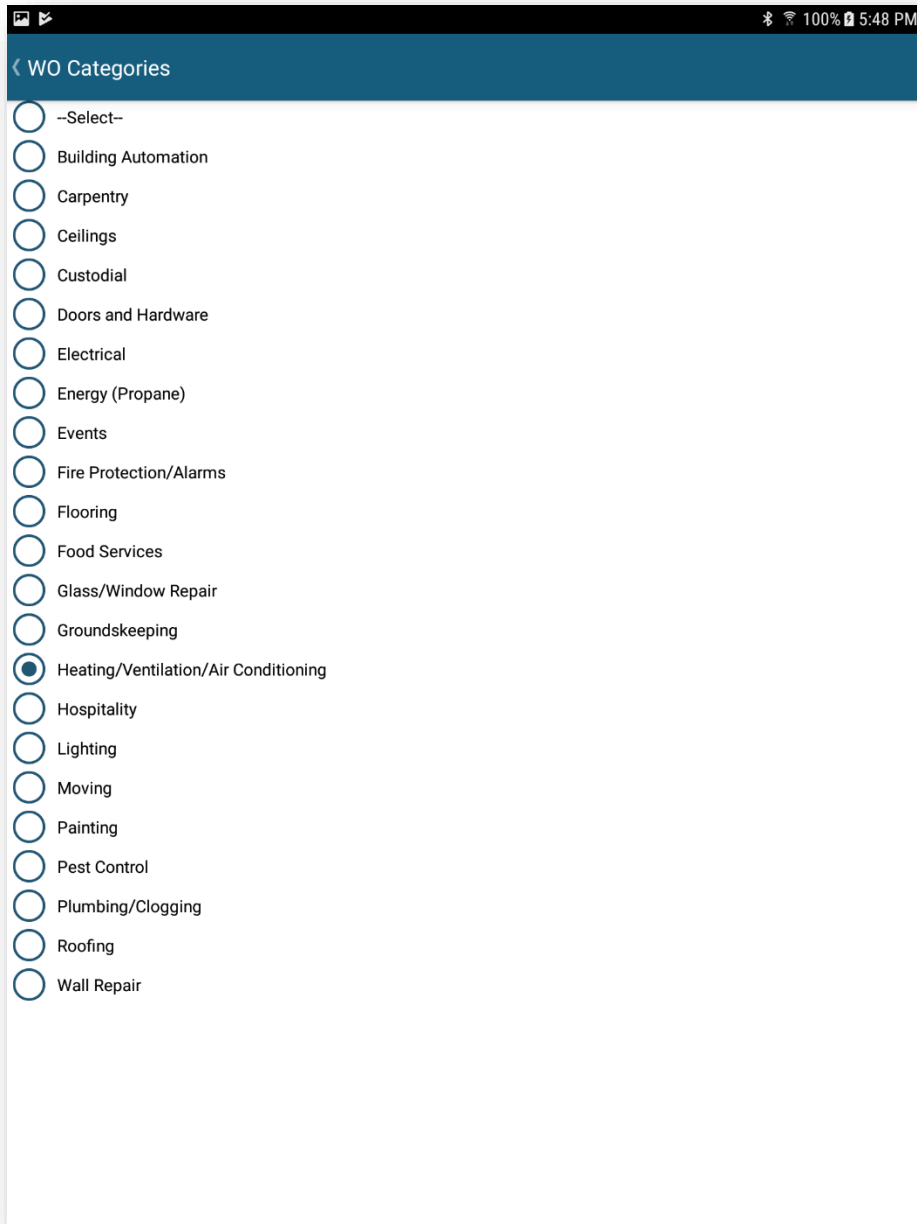 100% 5:48 PM
WO Categories
--Select--
Building Automation
Carpentry
Ceilings
Custodial
Doors and Hardware
Electrical
Energy (Propane)
Events
Fire Protection/Alarms
Flooring
Food Services
Glass/Window Repair
Groundskeeping
Heating/Ventilation/Air Conditioning
Hospitality
Lighting
Moving
Painting
Pest Control
Plumbing/Clogging
Roofing
Wall Repair